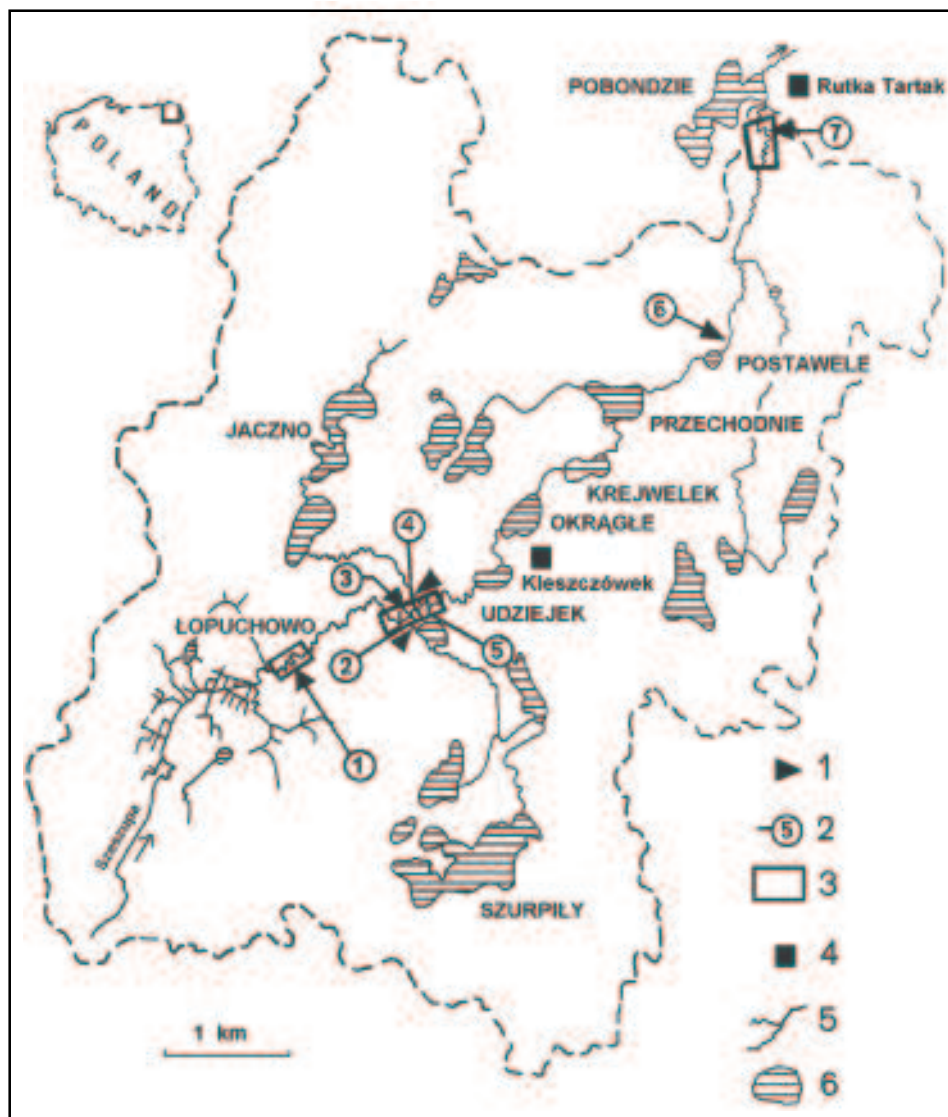 POLAND
POBONDZIE
Rutka Tartak
7
6
POSTAWELE
JACZNO
PRZECHODNIE
KREJWELEK
OKRĄGŁE
4
3
Kleszczówek
ŁOPUCHOWO
UDZIEJEK
2
5
1
Szeszupa
SZURPIŁY
1 km
1
5 2
3
4
5
6